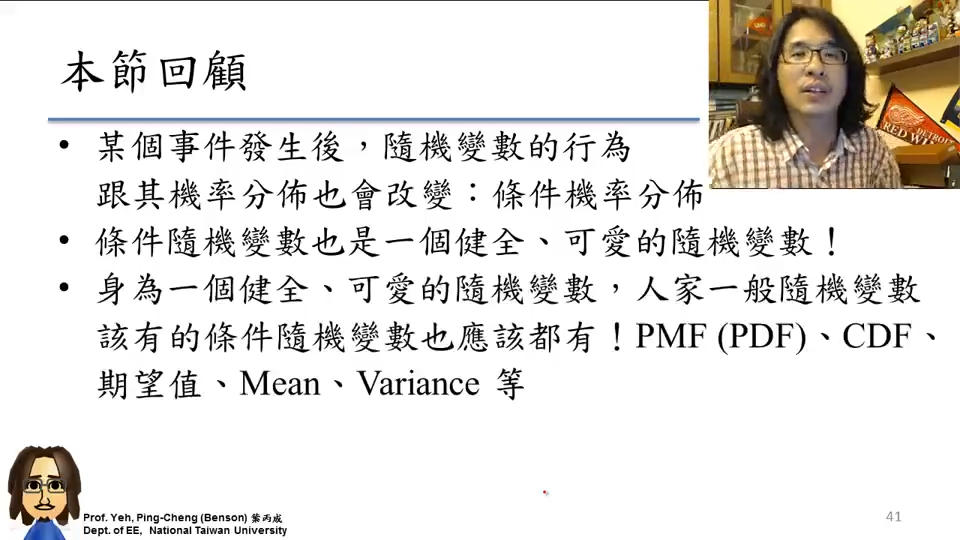 本節回顧
• 某個事件發生後，隨機變數的行為
跟其機率分佈也會改變：條件機率分佈
• 條件隨機變數也是一個健全、可愛的隨機變數！
• 身為一個健全、可愛的隨機變數，人家一般隨機變數
該有的條件隨機變數也應該都有！PMF (PDF)、CDF、
期望值、Mean、Variance 等
DETROIT
RED WI
Prof. Yeh, Ping-Cheng (Benson) 葉丙成
Dept. of EE, National Taiwan University
41